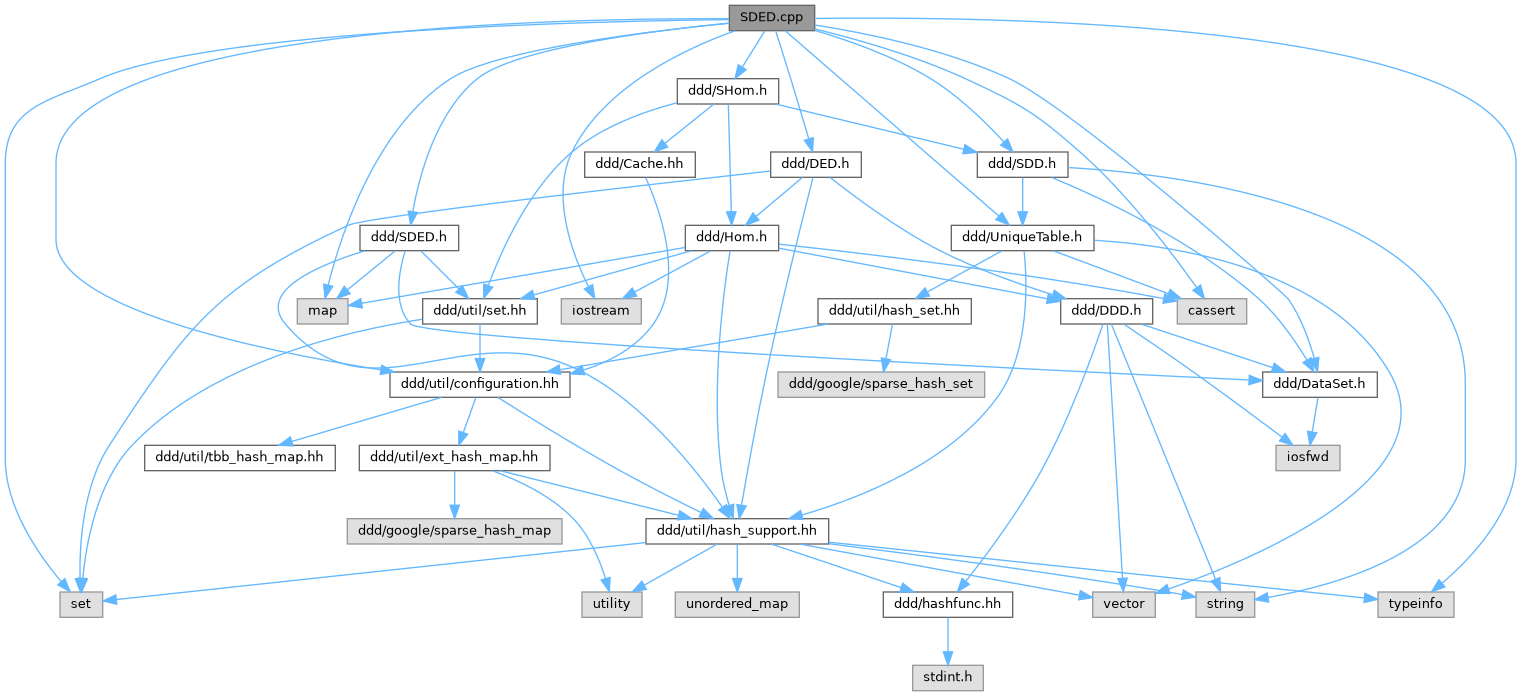 SDED.cpp
ddd/SHom.h
ddd/Cache.hh
ddd/DED.h
ddd/SDD.h
ddd/SDED.h
ddd/Hom.h
ddd/UniqueTable.h
map
ddd/util/set.hh
iostream
ddd/util/hash_set.hh
ddd/DDD.h
cassert
ddd/util/configuration.hh
ddd/google/sparse_hash_set
ddd/DataSet.h
ddd/util/tbb_hash_map.hh
ddd/util/ext_hash_map.hh
iosfwd
ddd/google/sparse_hash_map
ddd/util/hash_support.hh
set
utility
unordered_map
ddd/hashfunc.hh
vector
string
typeinfo
stdint.h